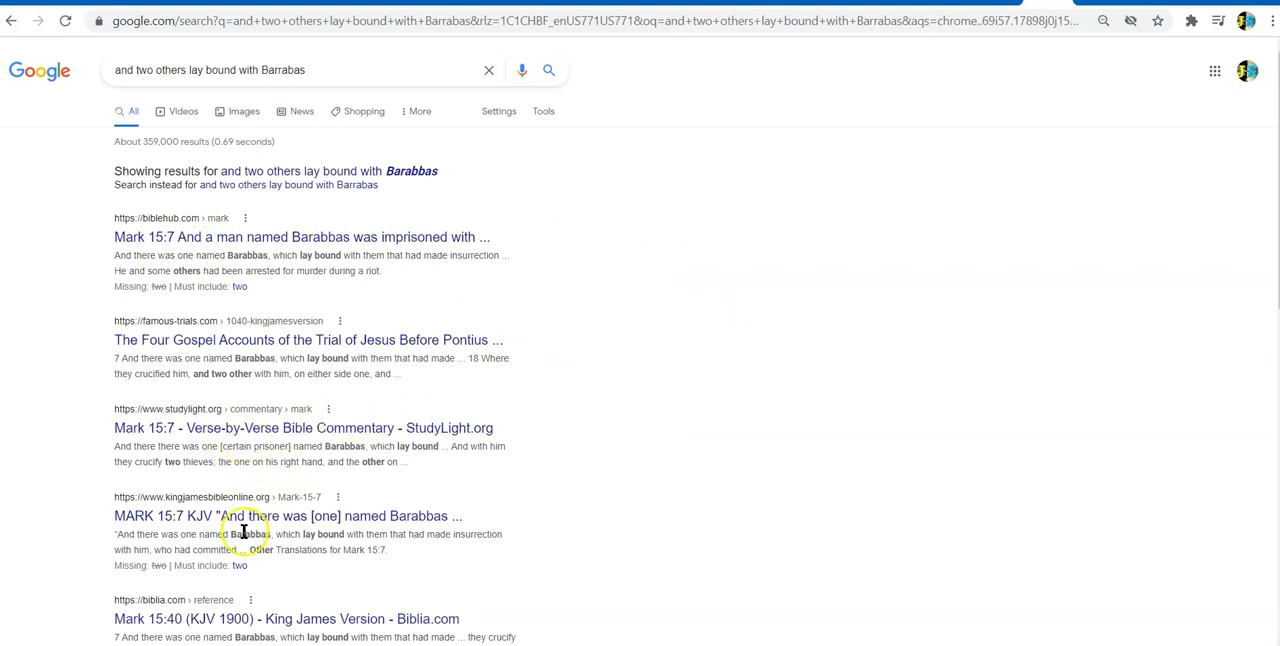 google.com/search?q=and+two+others+lay+bound+with+Barrabas&rlz=1C1CHBF_enUS771US771&oq=and+two+others+lay+bound+with+Barrabas&aqs=chrome..69i57.17898j0j15...
Google
and two others lay bound with Barrabas
All Videos Images News Shopping More Settings Tools
About 359,000 results (0.69 seconds)
Showing results for and two others lay bound with Barabbas
Search instead for and two others lay bound with Barrabas
https://biblehub.com › mark
Mark 15:7 And a man named Barabbas was imprisoned with ...
And there was one named Barabbas, which lay bound with them that had made insurrection ...
He and some others had been arrested for murder during a riot.
Missing: two | Must include: two
https://famous-trials.com › 1040-kingjamesversion
The Four Gospel Accounts of the Trial of Jesus Before Pontius ...
7 And there was one named Barabbas, which lay bound with them that had made ... 18 Where
they crucified him, and two other with him, on either side one, and ...
https://www.studylight.org › commentary › mark
Mark 15:7 - Verse-by-Verse Bible Commentary - StudyLight.org
And there there was one [certain prisoner] named Barabbas, which lay bound ... And with him
they crucify two thieves; the one on his right hand, and the other on ...
https://www.kingjamesbibleonline.org › Mark-15-7
MARK 15:7 KJV "And there was [one] named Barabbas ...
“And there was one named Barabbas, which lay bound with them that had made insurrection
with him, who had committed ... Other Translations for Mark 15:7.
Missing: two | Must include: two
https://biblia.com › reference
Mark 15:40 (KJV 1900) - King James Version - Biblia.com
7 And there was one named Barabbas, which lay bound with them that had made ... they crucify